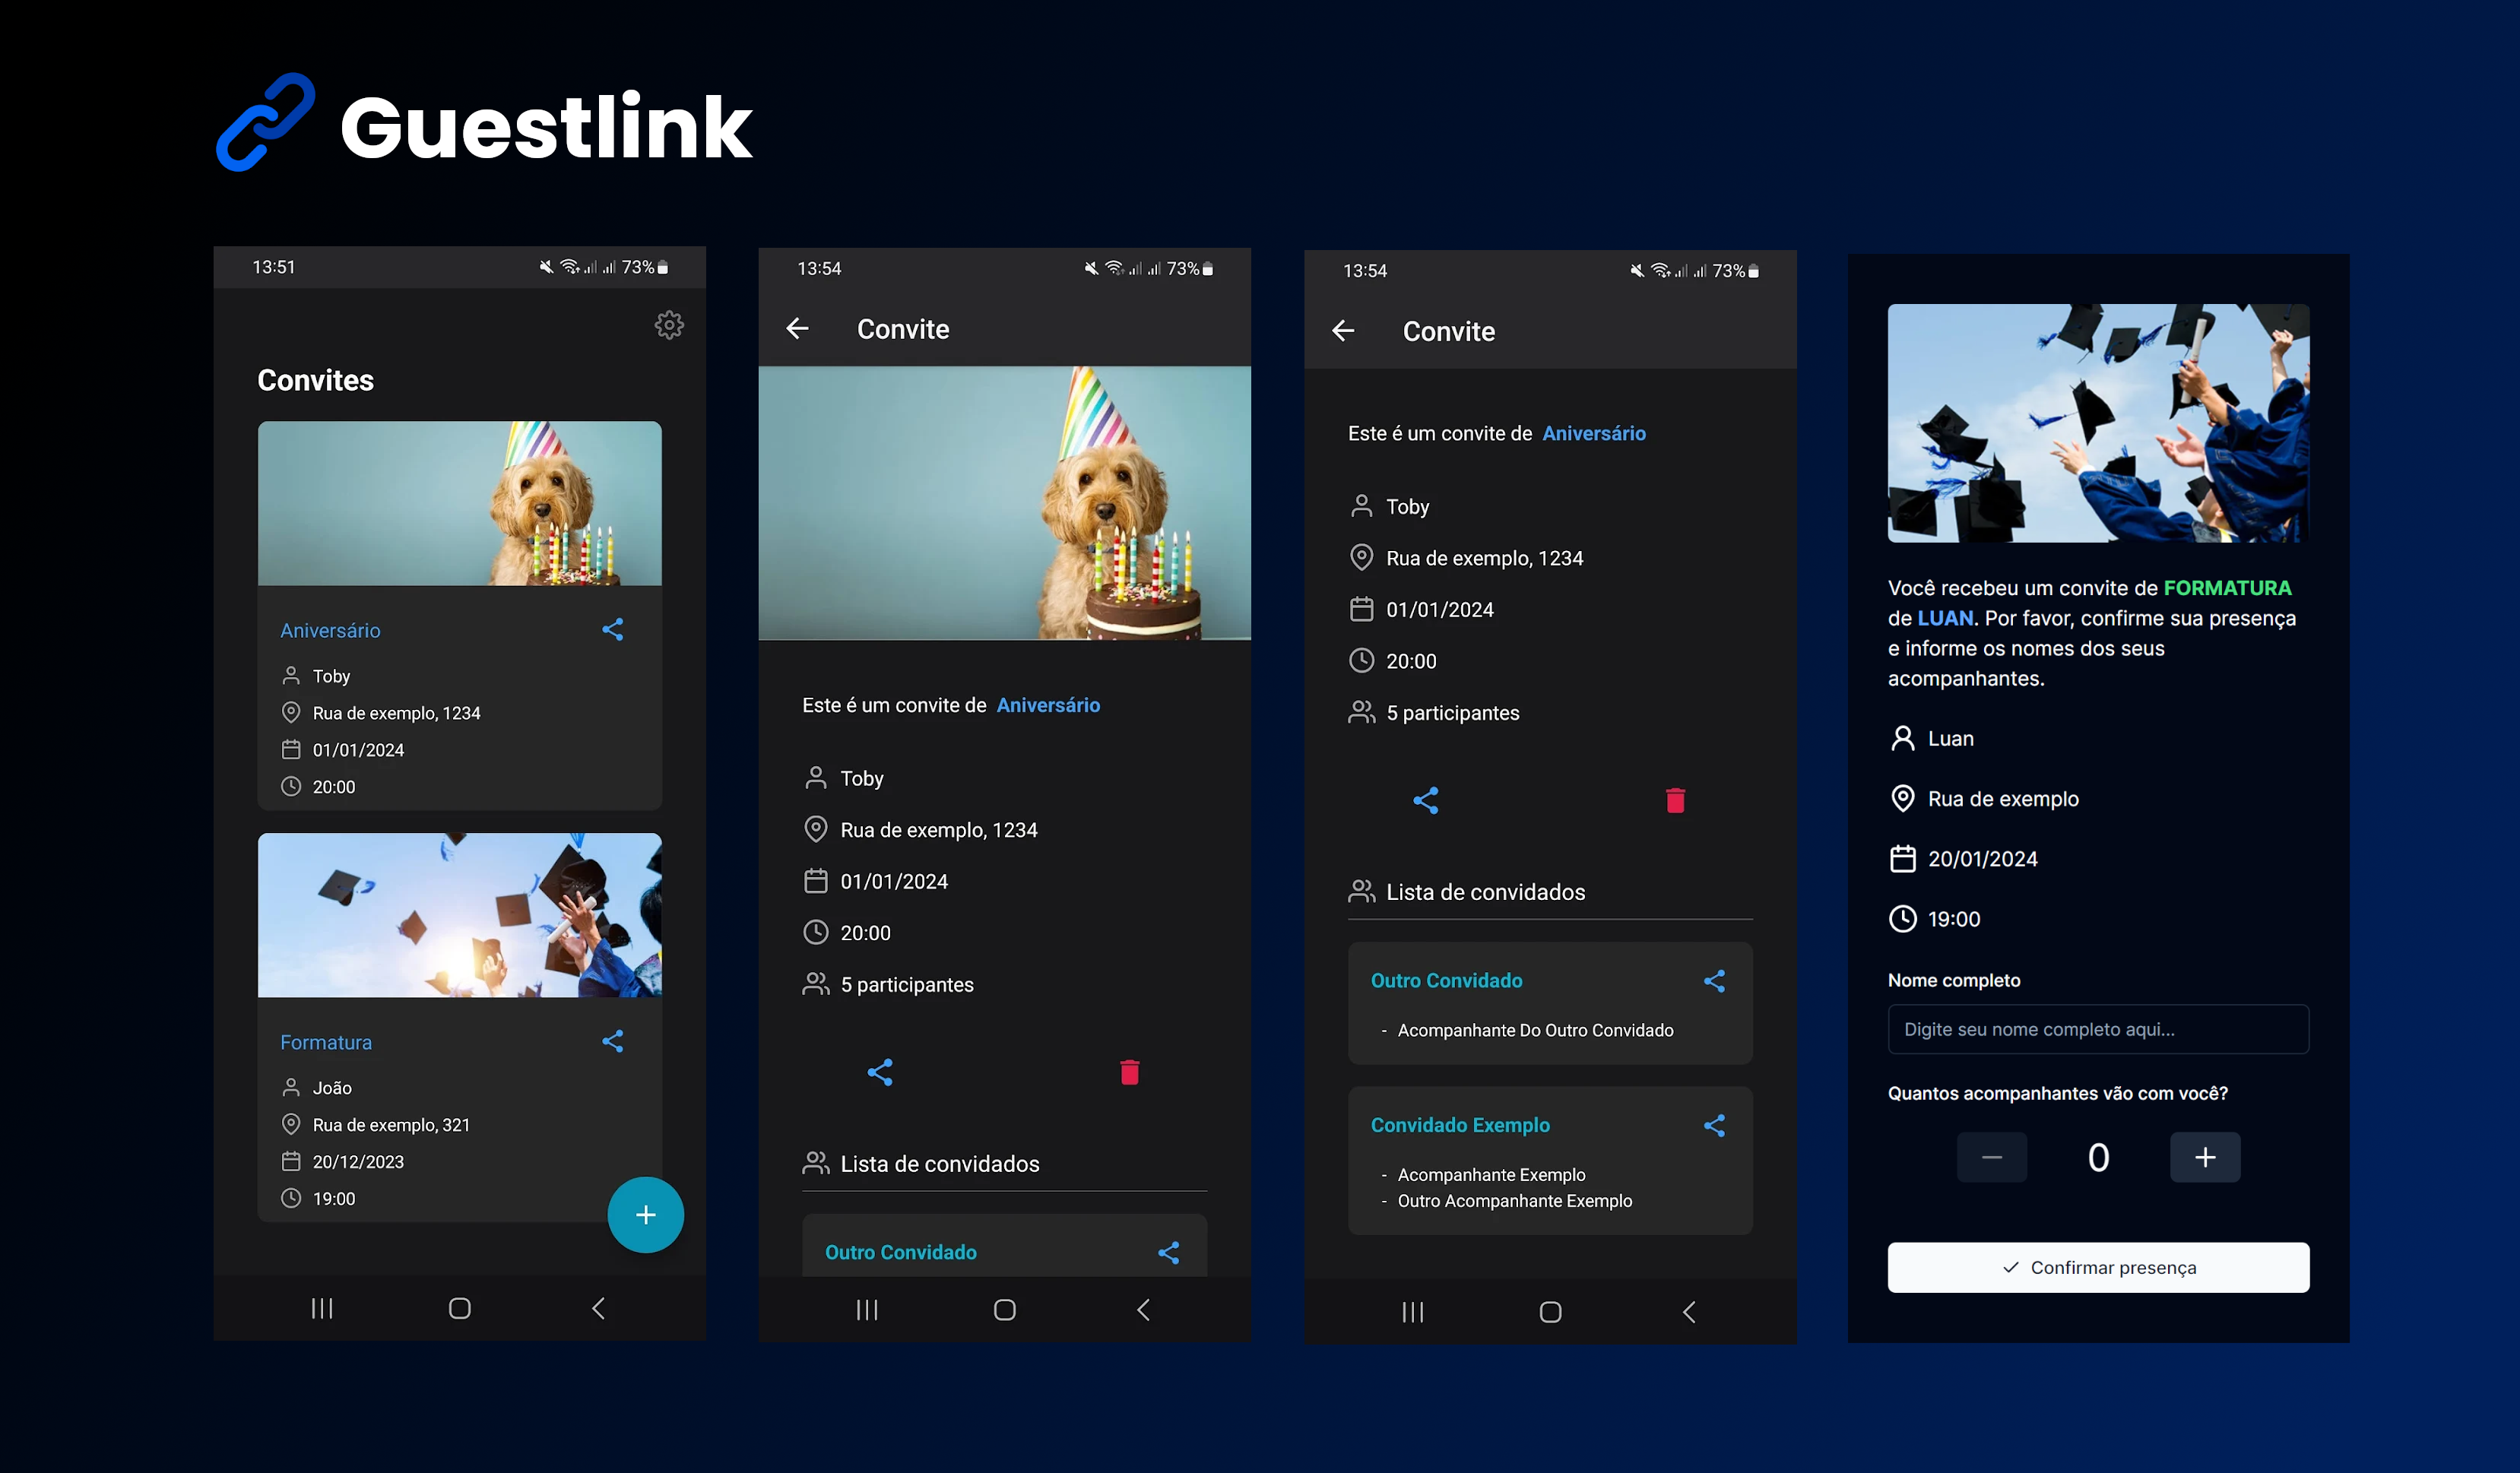 Guestlink
13:51
73%
Convites
Aniversário
Toby
Rua de exemplo, 1234
01/01/2024
20:00
Formatura
João
Rua de exemplo, 321
20/12/2023
19:00
+
13:54
73%
Convite
Este é um convite de Aniversário
Toby
Rua de exemplo, 1234
01/01/2024
20:00
5 participantes
Lista de convidados
Outro Convidado
13:54
73%
Convite
Este é um convite de Aniversário
Toby
Rua de exemplo, 1234
01/01/2024
20:00
5 participantes
Lista de convidados
Outro Convidado
- Acompanhante Do Outro Convidado
Convidado Exemplo
- Acompanhante Exemplo
- Outro Acompanhante Exemplo
Você recebeu um convite de FORMATURA
de LUAN. Por favor, confirme sua presença
e informe os nomes dos seus
acompanhantes.
Luan
Rua de exemplo
20/01/2024
19:00
Nome completo
Digite seu nome completo aqui...
Quantos acompanhantes vão com você?
− 0 +
Confirmar presença